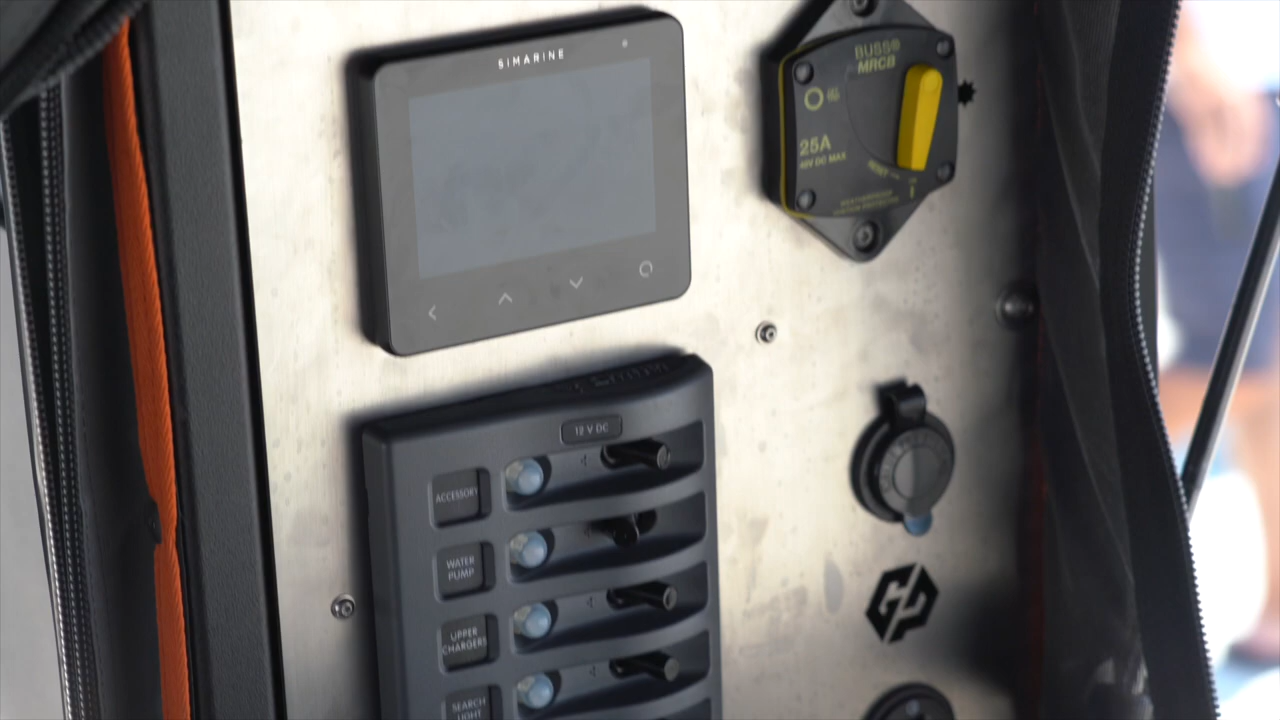 SIMARINE
BUSS®
MRCB
25A
48V DC MAX
12 V DC
ACCESSORY
WATER
PUMP
UPPER
CHARGERS
SEARCH
LIGHT